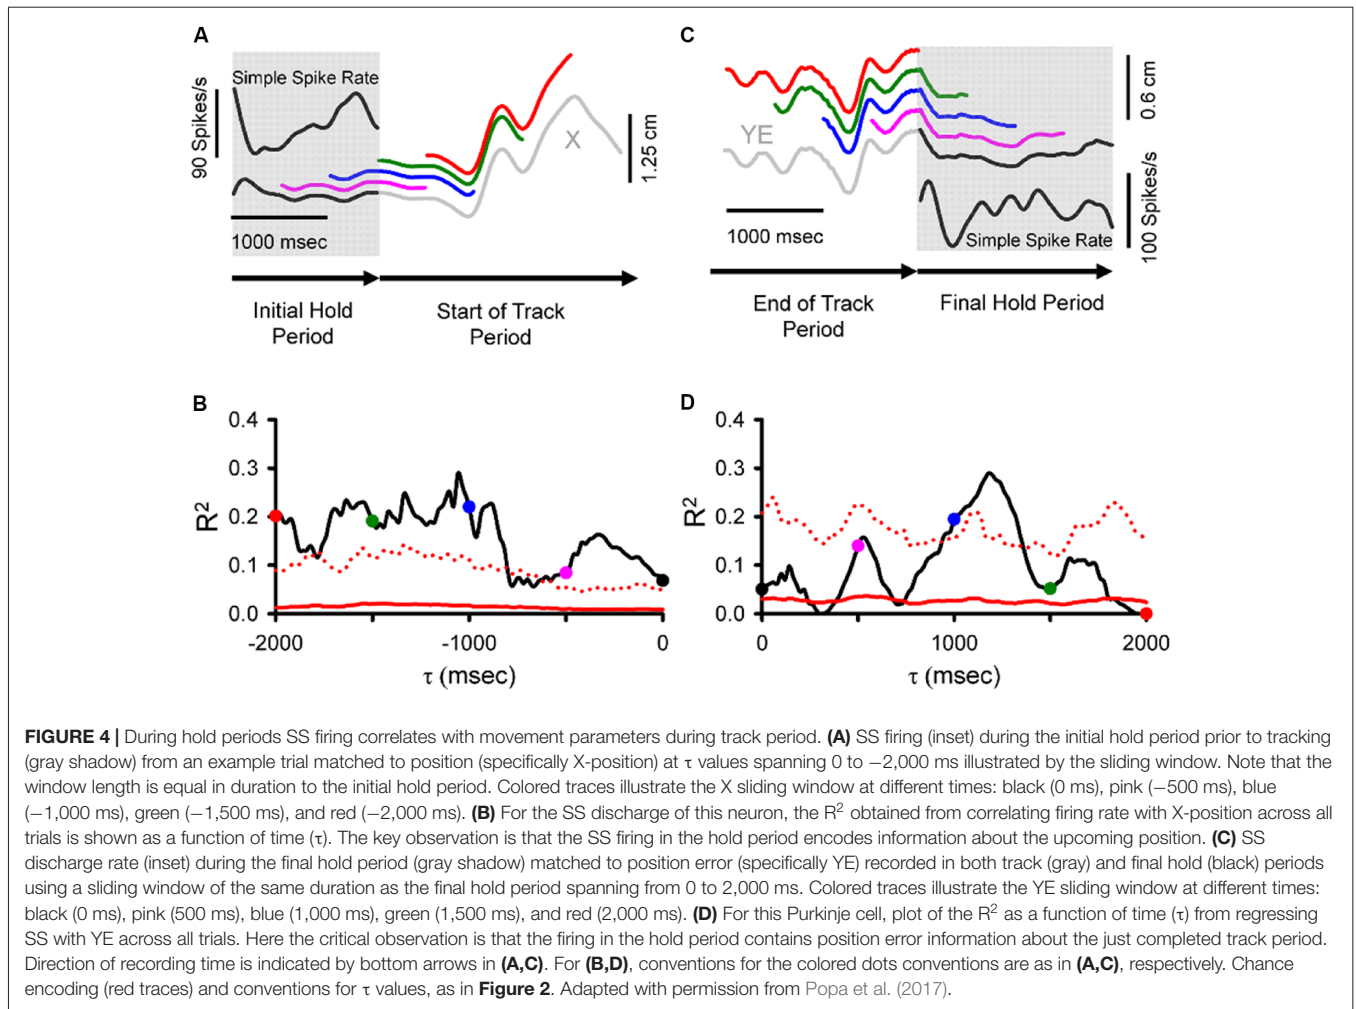 A
Simple Spike Rate
90 Spikes/s
X
1.25 cm
1000 msec
Initial Hold
Period
Start of Track
Period
C
YE
0.6 cm
100 Spikes/s
1000 msec
Simple Spike Rate
End of Track
Period
Final Hold Period
B
0.4
0.3
0.2
0.1
0.0
R²
-2000
-1000
0
τ (msec)
D
0.4
0.3
0.2
0.1
0.0
R²
0
1000
2000
τ (msec)
FIGURE 4 | During hold periods SS firing correlates with movement parameters during track period. (A) SS firing (inset) during the initial hold period prior to tracking
(gray shadow) from an example trial matched to position (specifically X-position) at τ values spanning 0 to −2,000 ms illustrated by the sliding window. Note that the
window length is equal in duration to the initial hold period. Colored traces illustrate the X sliding window at different times: black (0 ms), pink (−500 ms), blue
(−1,000 ms), green (−1,500 ms), and red (−2,000 ms). (B) For the SS discharge of this neuron, the R² obtained from correlating firing rate with X-position across all
trials is shown as a function of time (τ). The key observation is that the SS firing in the hold period encodes information about the upcoming position. (C) SS
discharge rate (inset) during the final hold period (gray shadow) matched to position error (specifically YE) recorded in both track (gray) and final hold (black) periods
using a sliding window of the same duration as the final hold period spanning from 0 to 2,000 ms. Colored traces illustrate the YE sliding window at different times:
black (0 ms), pink (500 ms), blue (1,000 ms), green (1,500 ms), and red (2,000 ms). (D) For this Purkinje cell, plot of the R² as a function of time (τ) from regressing
SS with YE across all trials. Here the critical observation is that the firing in the hold period contains position error information about the just completed track period.
Direction of recording time is indicated by bottom arrows in (A,C). For (B,D), conventions for the colored dots conventions are as in (A,C), respectively. Chance
encoding (red traces) and conventions for τ values, as in Figure 2. Adapted with permission from Popa et al. (2017).